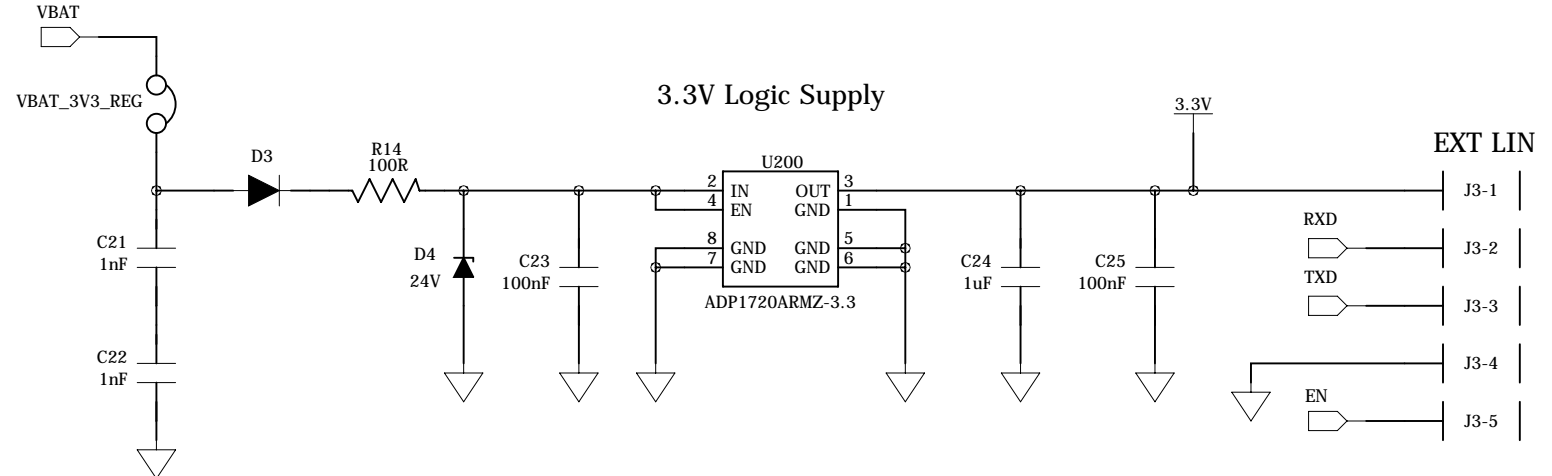 VBAT
VBAT_3V3_REG
3.3V Logic Supply
3.3V
EXT LIN
D3
R14
100R
U200
2 IN OUT 3
4 EN GND 1
8 GND GND 5
7 GND GND 6
ADP1720ARMZ-3.3
C21
1nF
C22
1nF
D4
24V
C23
100nF
C24
1uF
C25
100nF
J3-1
RXD
J3-2
TXD
J3-3
J3-4
EN
J3-5